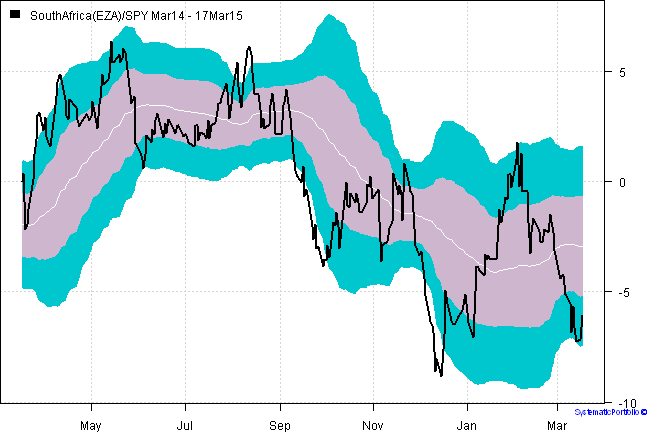 SouthAfrica(EZA)/SPY Mar14 - 17Mar15
5
0
-5
-10
SystematicPortfolio ©
May Jul Sep Nov Jan Mar